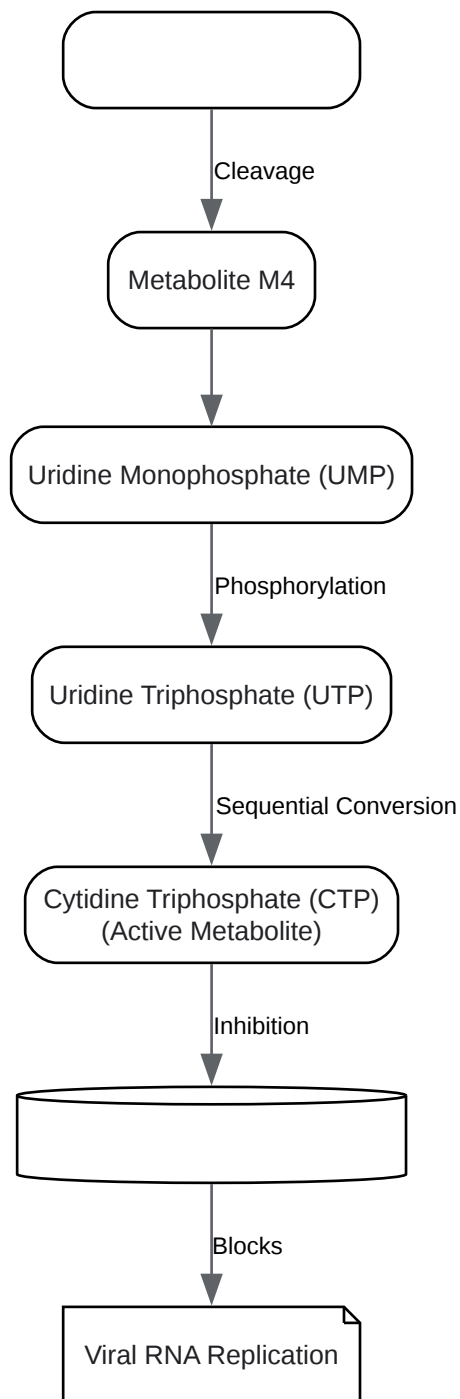 Cleavage
Metabolite M4
Uridine Monophosphate (UMP)
Phosphorylation
Uridine Triphosphate (UTP)
Sequential Conversion
Cytidine Triphosphate (CTP)
(Active Metabolite)
Inhibition
Blocks
Viral RNA Replication